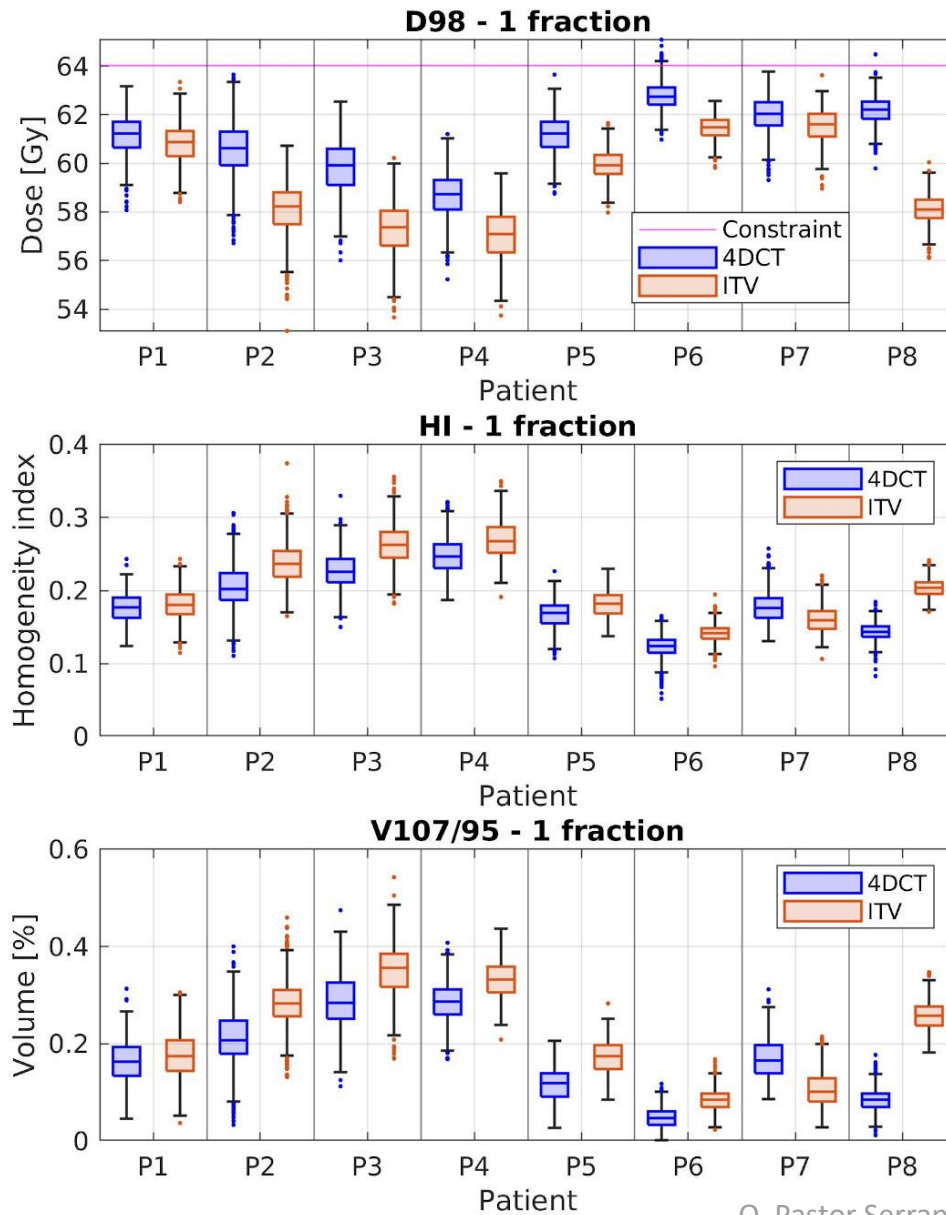 D98 - 1 fraction
Dose [Gy]
64
62
60
58
56
54
Constraint
4DCT
ITV
P1 P2 P3 P4 P5 P6 P7 P8
Patient
HI - 1 fraction
Homogeneity index
0.4
0.3
0.2
0.1
0
4DCT
ITV
P1 P2 P3 P4 P5 P6 P7 P8
Patient
V107/95 - 1 fraction
Volume [%]
0.6
0.4
0.2
0
4DCT
ITV
P1 P2 P3 P4 P5 P6 P7 P8
Patient
Pastor